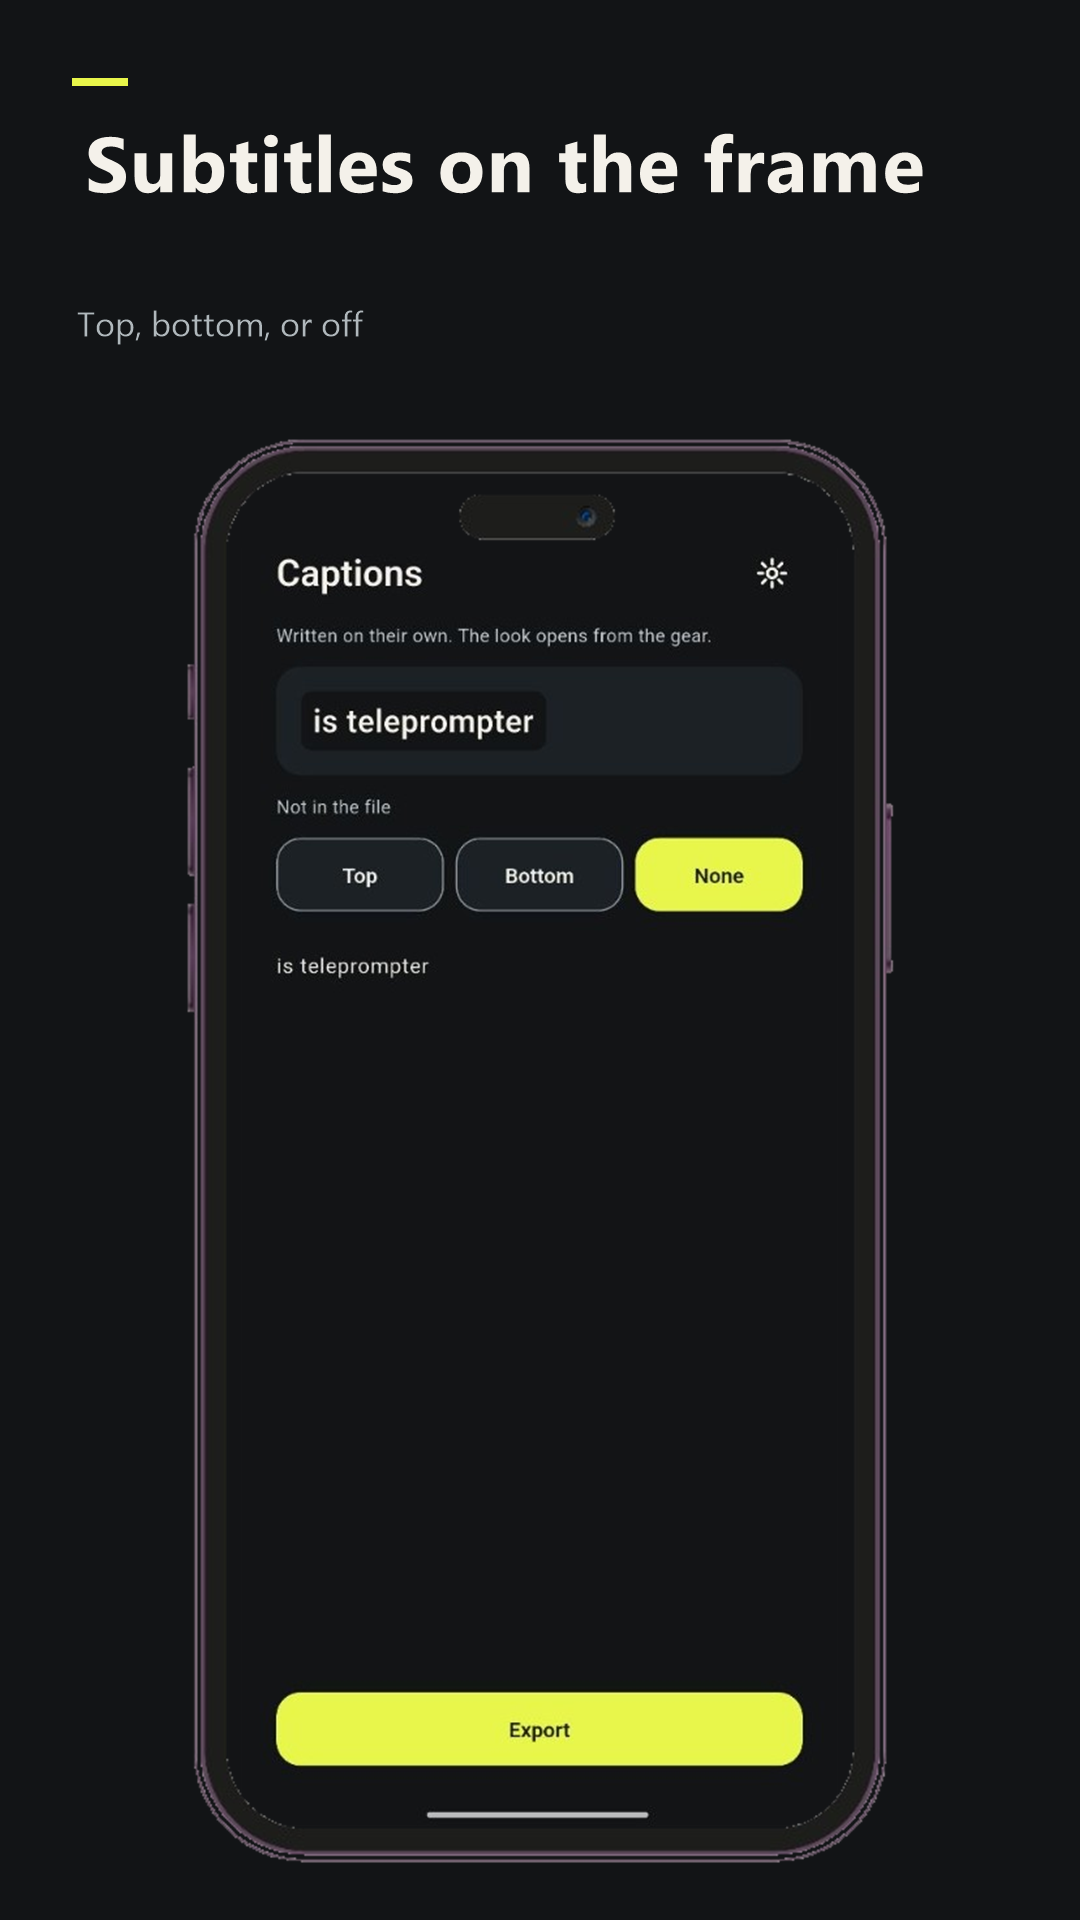 Subtitles on the frame
Top, bottom, or off
Captions
Written on their own. The look opens from the gear.
is teleprompter
Not in the file
Top
Bottom
None
is teleprompter
Export